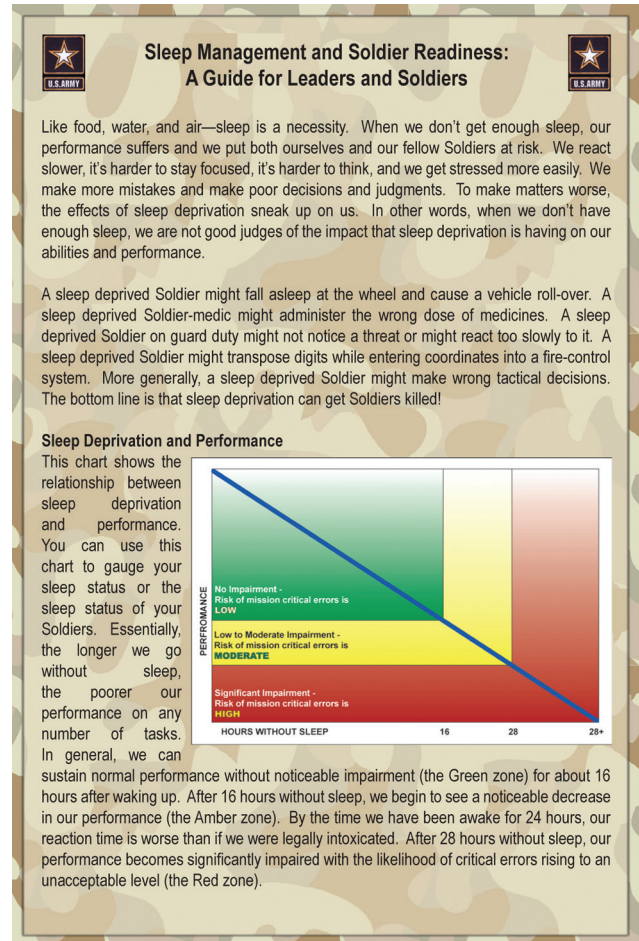 Sleep Management and Soldier Readiness:
A Guide for Leaders and Soldiers
U.S.ARMY
U.S.ARMY
Like food, water, and air—sleep is a necessity. When we don't get enough sleep, our
performance suffers and we put both ourselves and our fellow Soldiers at risk. We react
slower, it's harder to stay focused, it's harder to think, and we get stressed more easily. We
make more mistakes and make poor decisions and judgments. To make matters worse,
the effects of sleep deprivation sneak up on us. In other words, when we don't have
enough sleep, we are not good judges of the impact that sleep deprivation is having on our
abilities and performance.
A sleep deprived Soldier might fall asleep at the wheel and cause a vehicle roll-over. A
sleep deprived Soldier-medic might administer the wrong dose of medicines. A sleep
deprived Soldier on guard duty might not notice a threat or might react too slowly to it. A
sleep deprived Soldier might transpose digits while entering coordinates into a fire-control
system. More generally, a sleep deprived Soldier might make wrong tactical decisions.
The bottom line is that sleep deprivation can get Soldiers killed!
Sleep Deprivation and Performance
This chart shows the
relationship between
sleep deprivation
and performance.
You can use this
chart to gauge your
sleep status or the
sleep status of your
Soldiers. Essentially,
the longer we go
without sleep,
the poorer our
performance on any
number of tasks.
In general, we can
PERFROMANCE
No Impairment -
Risk of mission critical errors is
LOW
Low to Moderate Impairment -
Risk of mission critical errors is
MODERATE
Significant Impairment -
Risk of mission critical errors is
HIGH
HOURS WITHOUT SLEEP 16 28 28+
sustain normal performance without noticeable impairment (the Green zone) for about 16
hours after waking up. After 16 hours without sleep, we begin to see a noticeable decrease
in our performance (the Amber zone). By the time we have been awake for 24 hours, our
reaction time is worse than if we were legally intoxicated. After 28 hours without sleep, our
performance becomes significantly impaired with the likelihood of critical errors rising to an
unacceptable level (the Red zone).